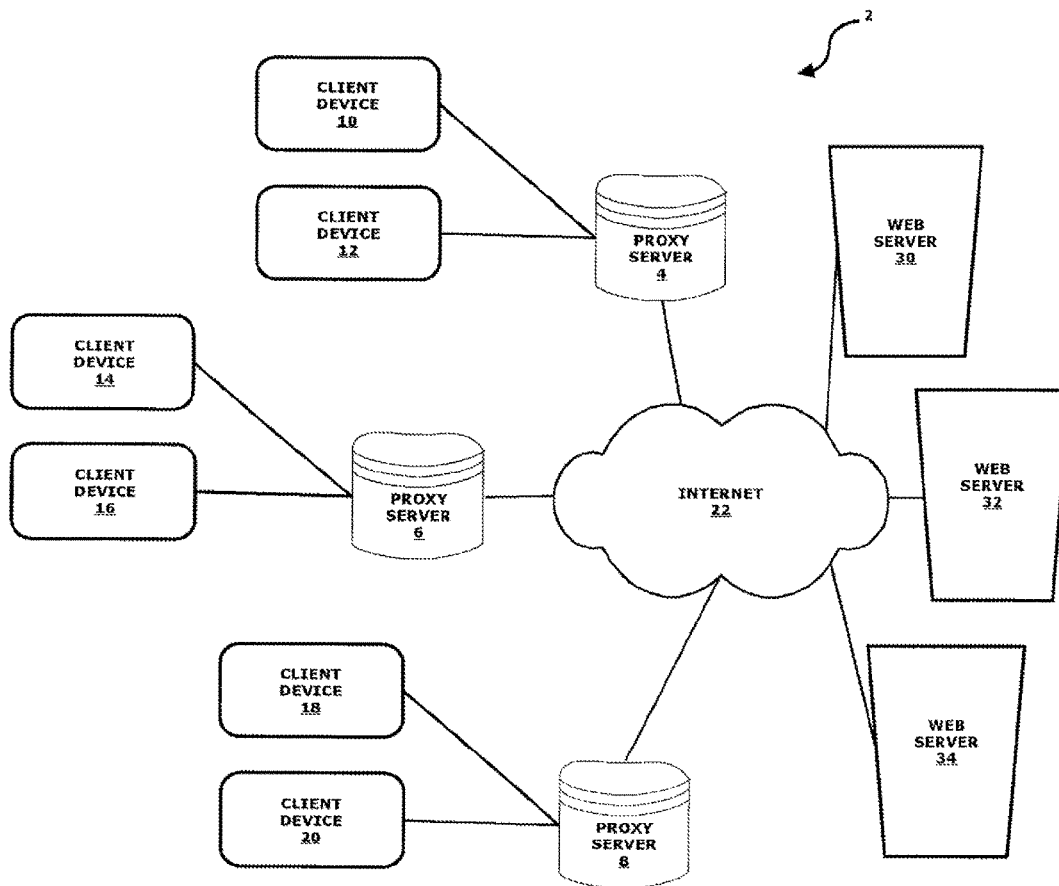 2
CLIENT
DEVICE
10
CLIENT
DEVICE
12
PROXY
SERVER
4
WEB
SERVER
30
CLIENT
DEVICE
14
CLIENT
DEVICE
16
PROXY
SERVER
6
INTERNET
22
WEB
SERVER
32
CLIENT
DEVICE
18
CLIENT
DEVICE
20
PROXY
SERVER
8
WEB
SERVER
34